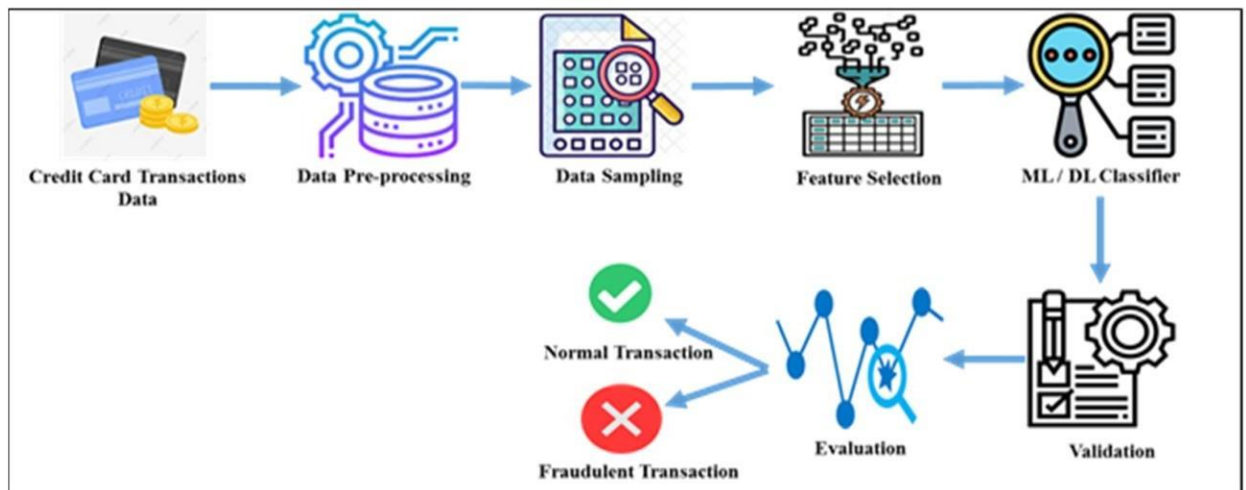 Credit Card Transactions
Data
Data Pre-processing
Data Sampling
Feature Selection
ML / DL Classifier
Normal Transaction
Fraudulent Transaction
Evaluation
Validation